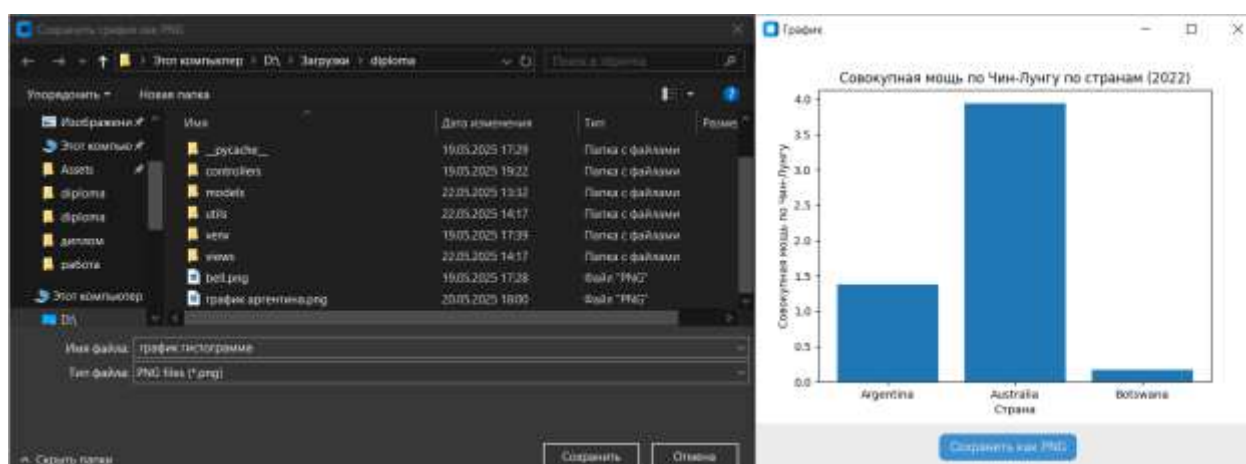 Сохранить график как PNG
Этот компьютер › D:\ › Загрузки › diploma
Поиск в: diploma
Упорядочить
Новая папка
Изображени
Этот компью
Assets
diploma
diploma
диплом
работа
Этот компьютер
D:\
Имя Дата изменения Тип Разме
__pycache__ 19.05.2025 17:29 Папка с файлами
controllers 19.05.2025 19:22 Папка с файлами
models 22.05.2025 13:32 Папка с файлами
utils 22.05.2025 14:17 Папка с файлами
venv 19.05.2025 17:39 Папка с файлами
views 22.05.2025 14:17 Папка с файлами
bell.png 19.05.2025 17:28 Файл "PNG"
график аргентина.png 20.05.2025 18:00 Файл "PNG"
Имя файла: график гистограмме
Тип файла: PNG files (*.png)
Скрыть папки
Сохранить
Отмена
График
Совокупная мощь по Чин-Лунгу по странам (2022)
Совокупная мощь по Чин-Лунгу
4.0
3.5
3.0
2.5
2.0
1.5
1.0
0.5
0.0
Argentina
Australia
Botswana
Страна
Сохранить как PNG